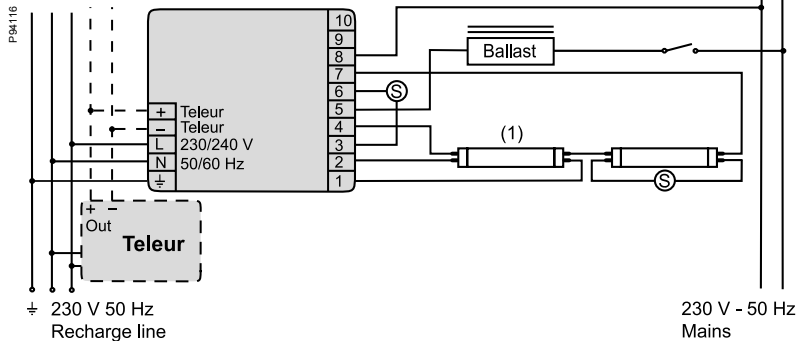 P94116
10
9
8
7
6
5
4
3
2
1
+ Teleur
– Teleur
L 230/240 V
N 50/60 Hz
⏚
S
Ballast
(1)
S
+ –
Out
Teleur
⏚ 230 V 50 Hz
Recharge line
230 V - 50 Hz
Mains